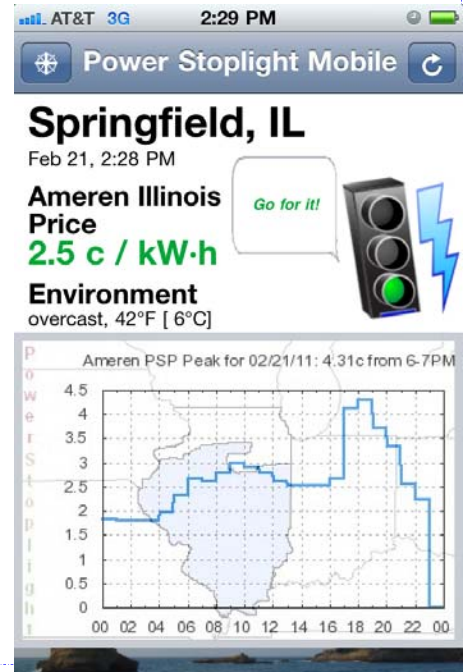 AT&T 3G 2:29 PM
Power Stoplight Mobile
Springfield, IL
Feb 21, 2:28 PM
Ameren Illinois
Price
2.5 c / kW·h
Go for it!
Environment
overcast, 42°F [ 6°C]
PowerStoplight
Ameren PSP Peak for 02/21/11: 4.31c from 6-7PM
4.5
4
3.5
3
2.5
2
1.5
1
0.5
0
00 02 04 06 08 10 12 14 16 18 20 22 00